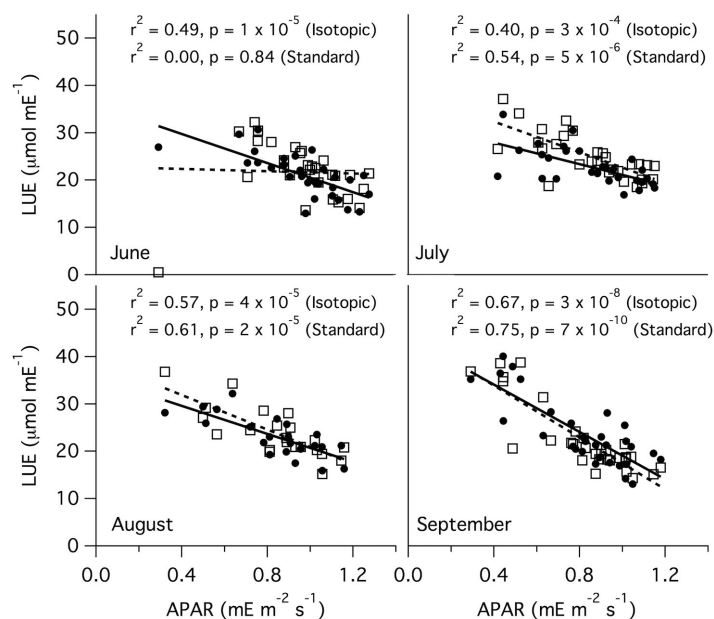 r² = 0.49, p = 1 x 10⁻⁵ (Isotopic)
r² = 0.00, p = 0.84 (Standard)
r² = 0.40, p = 3 x 10⁻⁴ (Isotopic)
r² = 0.54, p = 5 x 10⁻⁶ (Standard)
50
40
30
20
10
0
LUE (μmol mE⁻¹)
June
July
r² = 0.57, p = 4 x 10⁻⁵ (Isotopic)
r² = 0.61, p = 2 x 10⁻⁵ (Standard)
r² = 0.67, p = 3 x 10⁻⁸ (Isotopic)
r² = 0.75, p = 7 x 10⁻¹⁰ (Standard)
50
40
30
20
10
0
LUE (μmol mE⁻¹)
August
September
0.0 0.4 0.8 1.2 0.0 0.4 0.8 1.2
APAR (mE m⁻² s⁻¹) APAR (mE m⁻² s⁻¹)